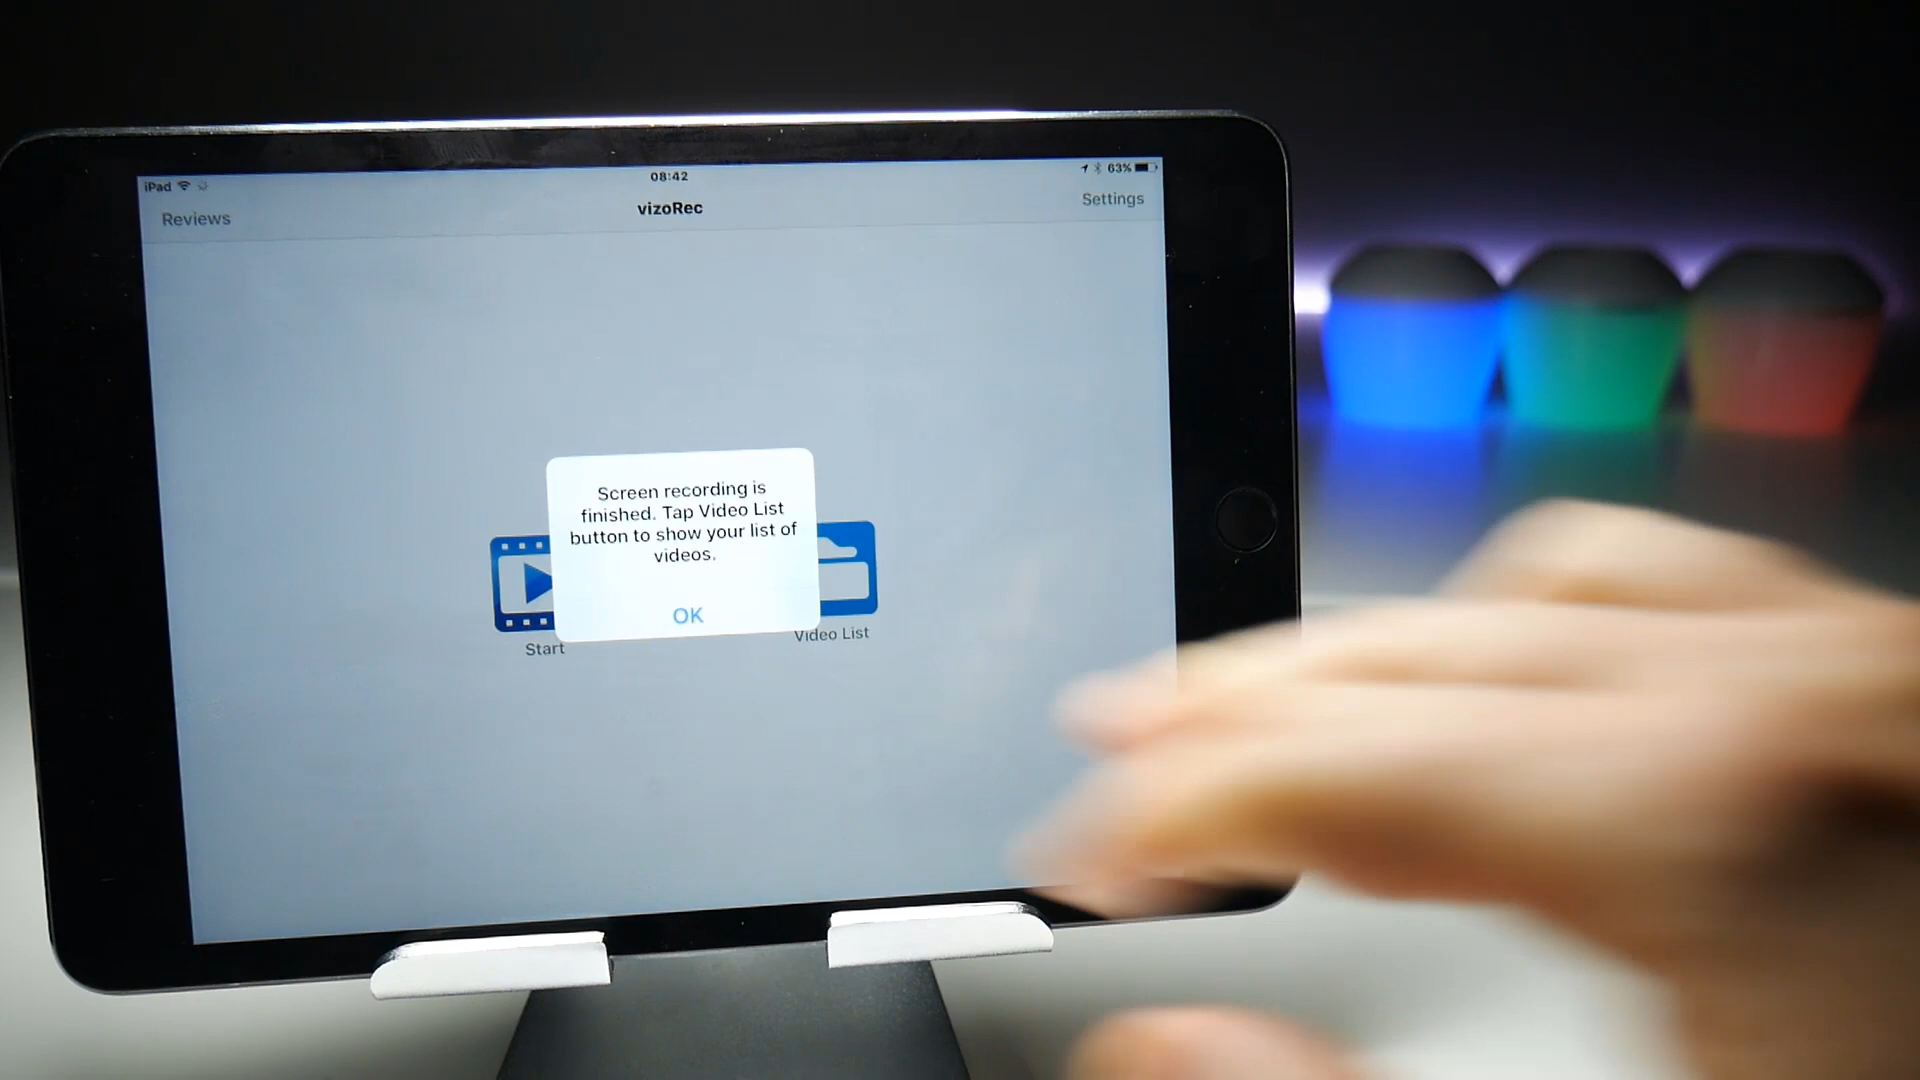 iPad
08:42
63%
Reviews
vizoRec
Settings
Screen recording is
finished. Tap Video List
button to show your list of
videos.
OK
Start
Video List